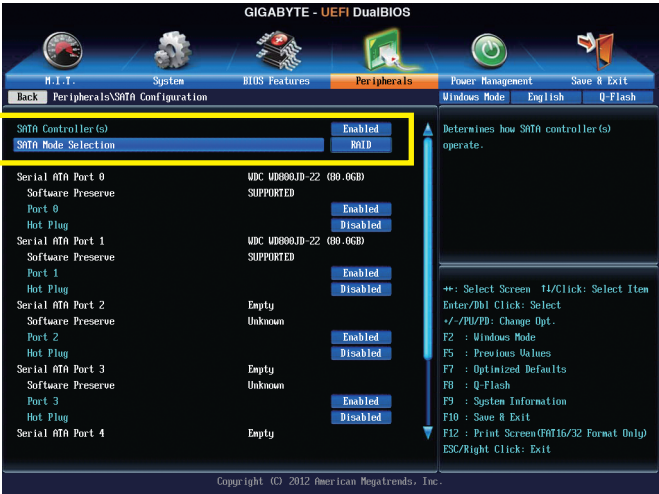 GIGABYTE - UEFI DualBIOS
M.I.T. System BIOS Features Peripherals Power Management Save & Exit
Back Peripherals\SATA Configuration Windows Mode English Q-Flash
SATA Controller(s) Enabled
SATA Mode Selection RAID
Serial ATA Port 0 WDC WD800JD-22 (80.0GB)
Software Preserve SUPPORTED
Port 0 Enabled
Hot Plug Disabled
Serial ATA Port 1 WDC WD800JD-22 (80.0GB)
Software Preserve SUPPORTED
Port 1 Enabled
Hot Plug Disabled
Serial ATA Port 2 Empty
Software Preserve Unknown
Port 2 Enabled
Hot Plug Disabled
Serial ATA Port 3 Empty
Software Preserve Unknown
Port 3 Enabled
Hot Plug Disabled
Serial ATA Port 4 Empty
Determines how SATA controller(s)
operate.
→←: Select Screen ↑↓/Click: Select Item
Enter/Dbl Click: Select
+/-/PU/PD: Change Opt.
F2 : Windows Mode
F5 : Previous Values
F7 : Optimized Defaults
F8 : Q-Flash
F9 : System Information
F10 : Save & Exit
F12 : Print Screen(FAT16/32 Format Only)
ESC/Right Click: Exit
Copyright (C) 2012 American Megatrends, Inc.